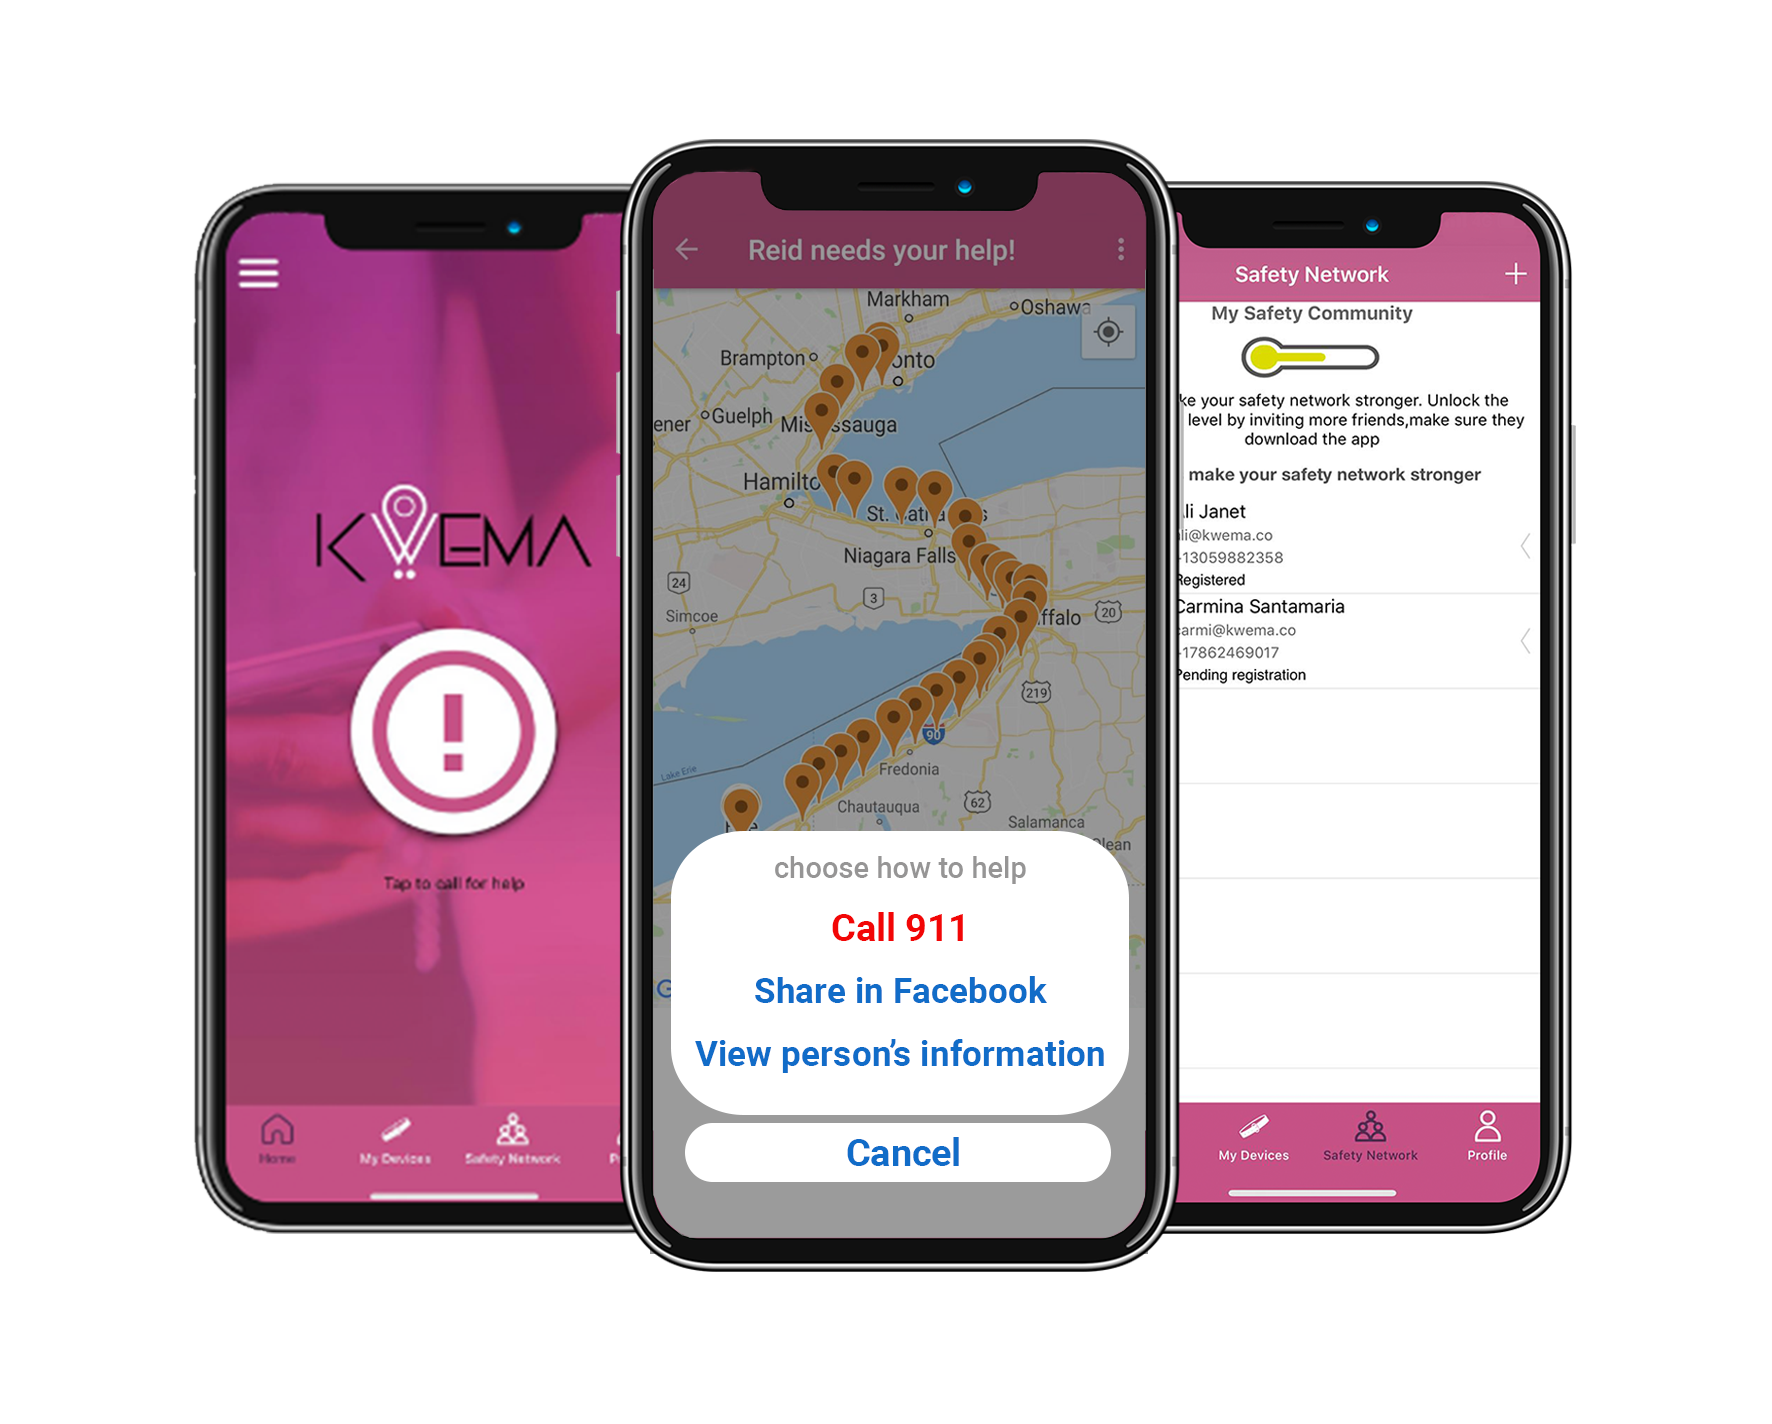 KWEMA
Tap to call for help
Home
My Devices
Safety Network
Reid needs your help!
Markham
Oshawa
Brampton
onto
Guelph
ener
Mississauga
Hamilto
St. Catha s
Niagara Falls
24
3
Simcoe
ffalo
20
219
90
Lake Erie
Fredonia
Chautauqua
62
Salamanca
Olean
G
choose how to help
Call 911
Share in Facebook
View person's information
Cancel
Safety Network
My Safety Community
ke your safety network stronger. Unlock the
level by inviting more friends,make sure they
download the app
make your safety network stronger
li Janet
li@kwema.co
13059882358
Registered
Carmina Santamaria
carmi@kwema.co
17862469017
Pending registration
My Devices
Safety Network
Profile